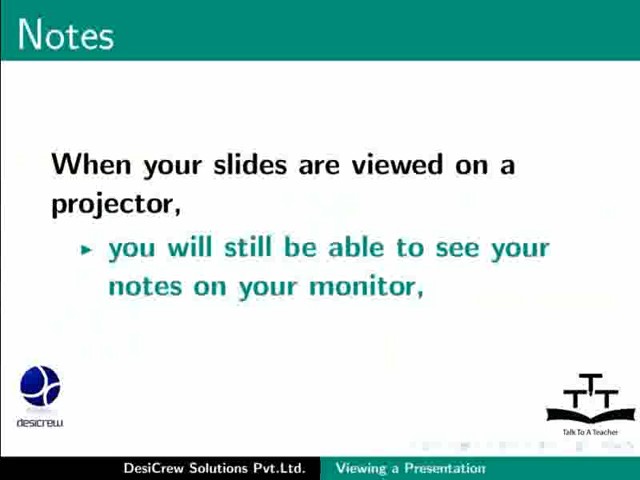 Notes
When your slides are viewed on a
projector,
you will still be able to see your
notes on your monitor,
desicrew
Talk To A Teacher
DesiCrew Solutions Pvt.Ltd. Viewing a Presentation